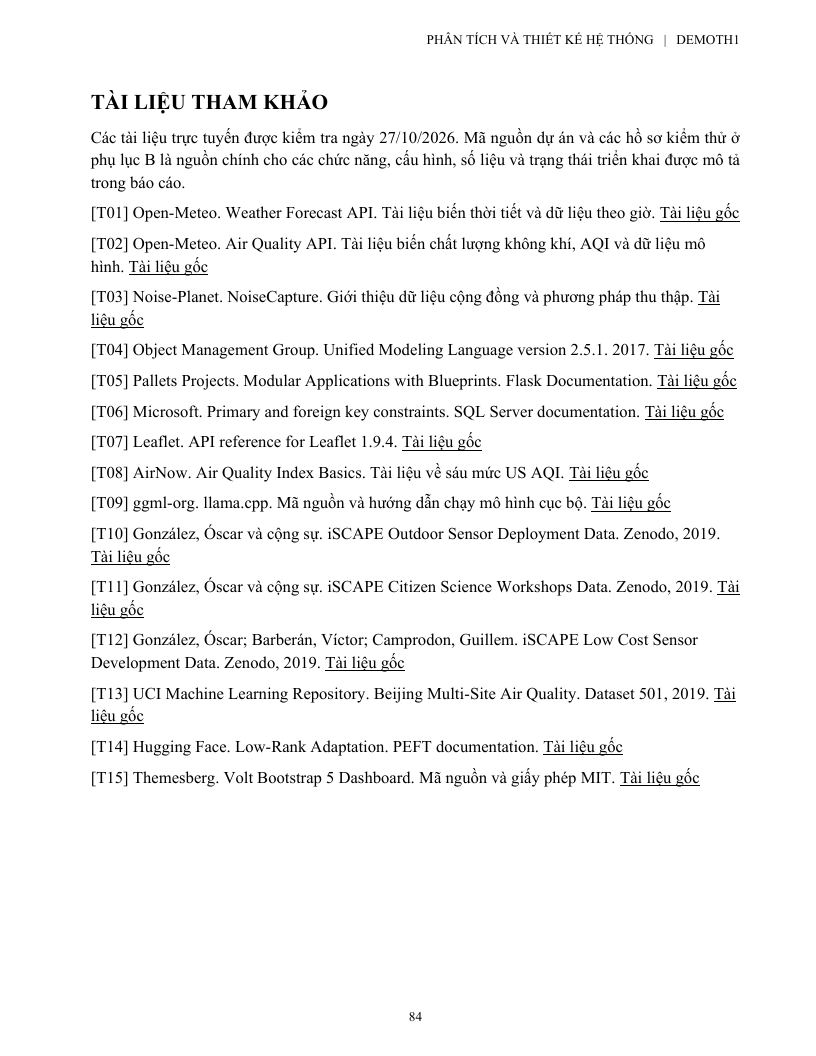 PHÂN TÍCH VÀ THIẾT KẾ HỆ THỐNG | DEMOTH1
TÀI LIỆU THAM KHẢO
Các tài liệu trực tuyến được kiểm tra ngày 27/10/2026. Mã nguồn dự án và các hồ sơ kiểm thử ở
phụ lục B là nguồn chính cho các chức năng, cấu hình, số liệu và trạng thái triển khai được mô tả
trong báo cáo.
[T01] Open-Meteo. Weather Forecast API. Tài liệu biến thời tiết và dữ liệu theo giờ. Tài liệu gốc
[T02] Open-Meteo. Air Quality API. Tài liệu biến chất lượng không khí, AQI và dữ liệu mô
hình. Tài liệu gốc
[T03] Noise-Planet. NoiseCapture. Giới thiệu dữ liệu cộng đồng và phương pháp thu thập. Tài
liệu gốc
[T04] Object Management Group. Unified Modeling Language version 2.5.1. 2017. Tài liệu gốc
[T05] Pallets Projects. Modular Applications with Blueprints. Flask Documentation. Tài liệu gốc
[T06] Microsoft. Primary and foreign key constraints. SQL Server documentation. Tài liệu gốc
[T07] Leaflet. API reference for Leaflet 1.9.4. Tài liệu gốc
[T08] AirNow. Air Quality Index Basics. Tài liệu về sáu mức US AQI. Tài liệu gốc
[T09] ggml-org. llama.cpp. Mã nguồn và hướng dẫn chạy mô hình cục bộ. Tài liệu gốc
[T10] González, Óscar và cộng sự. iSCAPE Outdoor Sensor Deployment Data. Zenodo, 2019.
Tài liệu gốc
[T11] González, Óscar và cộng sự. iSCAPE Citizen Science Workshops Data. Zenodo, 2019. Tài
liệu gốc
[T12] González, Óscar; Barberán, Víctor; Camprodon, Guillem. iSCAPE Low Cost Sensor
Development Data. Zenodo, 2019. Tài liệu gốc
[T13] UCI Machine Learning Repository. Beijing Multi-Site Air Quality. Dataset 501, 2019. Tài
liệu gốc
[T14] Hugging Face. Low-Rank Adaptation. PEFT documentation. Tài liệu gốc
[T15] Themesberg. Volt Bootstrap 5 Dashboard. Mã nguồn và giấy phép MIT. Tài liệu gốc
84